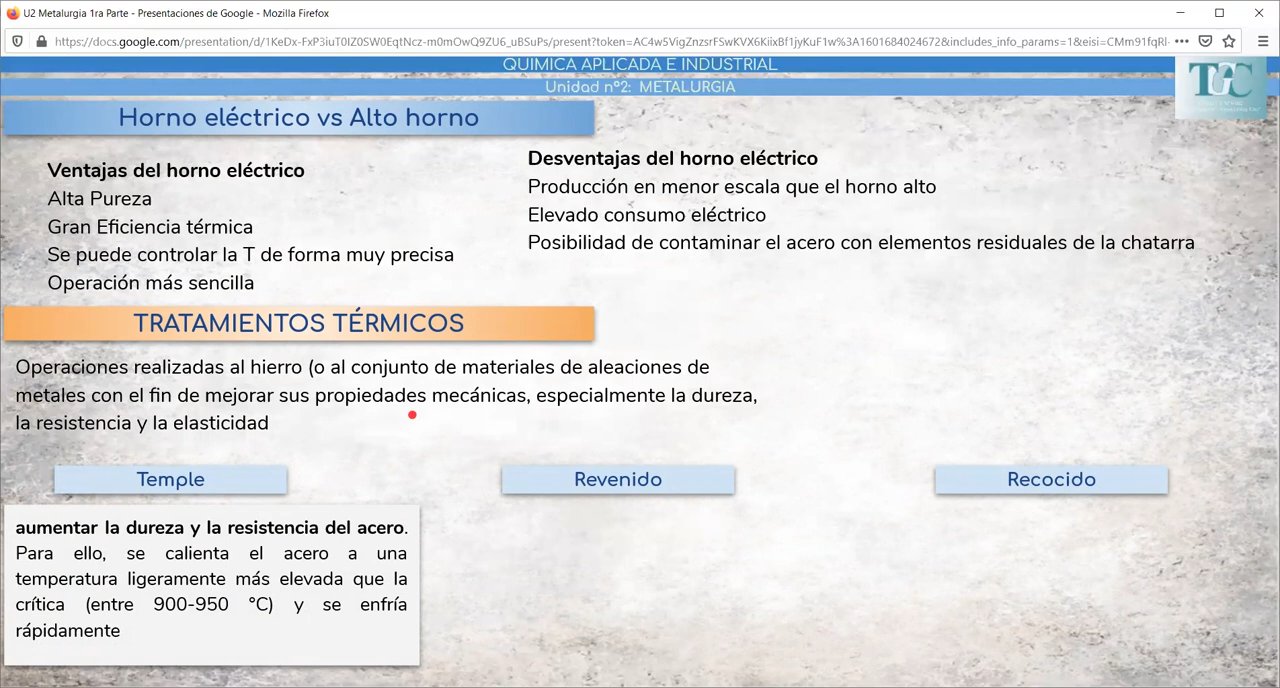 U2 Metalurgia 1ra Parte - Presentaciones de Google - Mozilla Firefox
https://docs.google.com/presentation/d/1KeDx-FxP3iuT0IZ0SW0EqtNcz-m0mOwQ9ZU6_uBSuPs/present?token=AC4w5VigZnzsrFSwKVX6KiixBf1jyKuF1w%3A1601684024672&includes_info_params=1&eisi=CMm91fqRl-
QUIMICA APLICADA E INDUSTRIAL
Unidad nº2: METALURGIA
TGC
Horno eléctrico vs Alto horno
Ventajas del horno eléctrico
Alta Pureza
Gran Eficiencia térmica
Se puede controlar la T de forma muy precisa
Operación más sencilla
Desventajas del horno eléctrico
Producción en menor escala que el horno alto
Elevado consumo eléctrico
Posibilidad de contaminar el acero con elementos residuales de la chatarra
TRATAMIENTOS TÉRMICOS
Operaciones realizadas al hierro (o al conjunto de materiales de aleaciones de
metales con el fin de mejorar sus propiedades mecánicas, especialmente la dureza,
la resistencia y la elasticidad
Temple
Revenido
Recocido
aumentar la dureza y la resistencia del acero.
Para ello, se calienta el acero a una
temperatura ligeramente más elevada que la
crítica (entre 900-950 °C) y se enfría
rápidamente